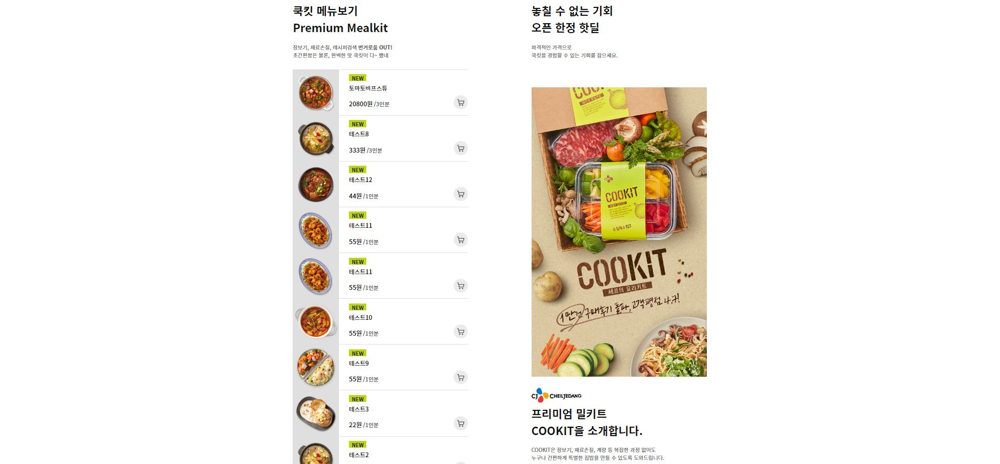 쿡킷 메뉴보기
Premium Mealkit
장보기, 재료손질, 레시피검색 번거로움 OUT!
초간편함은 물론, 완벽한 맛 쿡킷이 다~ 했네
NEW
토마토비프스튜
20800원 /3인분
NEW
테스트8
333원 /3인분
NEW
테스트12
44원 /1인분
NEW
테스트11
55원 /1인분
NEW
테스트11
55원 /1인분
NEW
테스트10
55원 /1인분
NEW
테스트9
55원 /1인분
NEW
테스트3
22원 /1인분
NEW
테스트2
놓칠 수 없는 기회
오픈 한정 핫딜
파격적인 가격으로
쿡킷을 경험할 수 있는 기회를 잡으세요.
셰프의 요리키트
CJ
COOKIT
손질채소 KIT
COOKIT
셰프의 요리키트
1만건 구매후기 돌파, 고객평점 4.7!
CJ CHEILJEDANG
프리미엄 밀키트
COOKIT을 소개합니다.
COOKIT은 장보기, 재료손질, 계량 등 복잡한 과정 없이도
누구나 간편하게 특별한 집밥을 만들 수 있도록 도와드립니다.